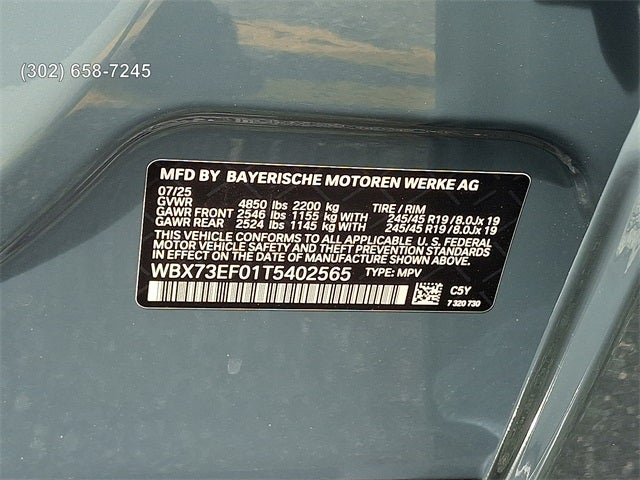 (302) 658-7245
MFD BY BAYERISCHE MOTOREN WERKE AG
07/25
GVWR 4850 lbs 2200 kg TIRE / RIM
GAWR FRONT 2546 lbs 1155 kg WITH 245/45 R19 / 8.0Jx 19
GAWR REAR 2524 lbs 1145 kg WITH 245/45 R19 / 8.0Jx 19
THIS VEHICLE CONFORMS TO ALL APPLICABLE U. S. FEDERAL
MOTOR VEHICLE SAFETY AND THEFT PREVENTION STANDARDS
IN EFFECT ON THE DATE OF MANUFACTURE SHOWN ABOVE.
WBX73EF01T5402565 TYPE: MPV
C5Y
7 320 730